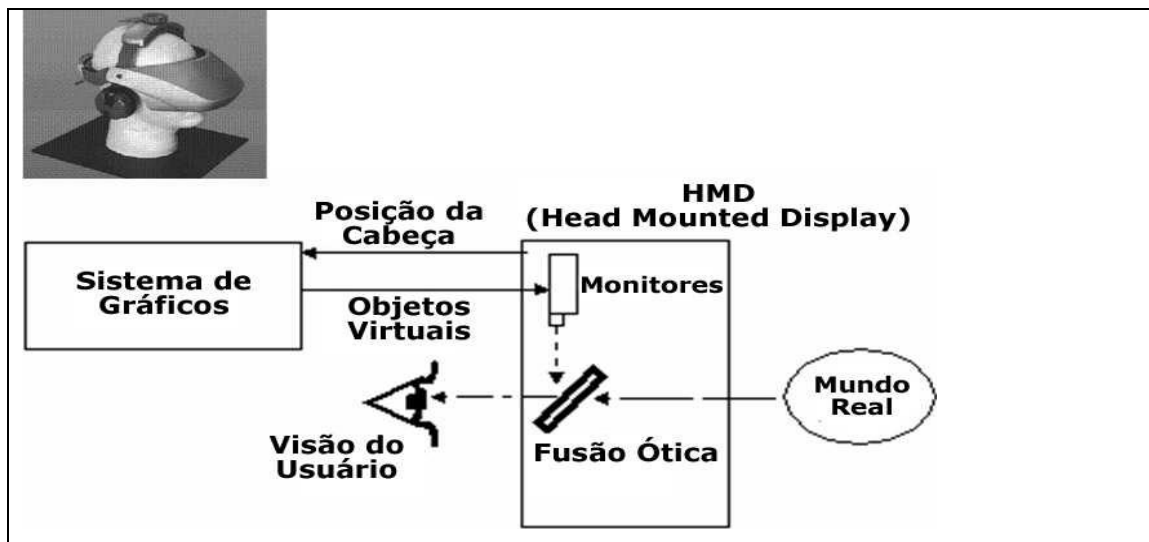 HMD
(Head Mounted Display)
Posição da
Cabeça
Sistema de
Gráficos
Monitores
Objetos
Virtuais
Mundo
Real
Visão do
Usuário
Fusão Ótica